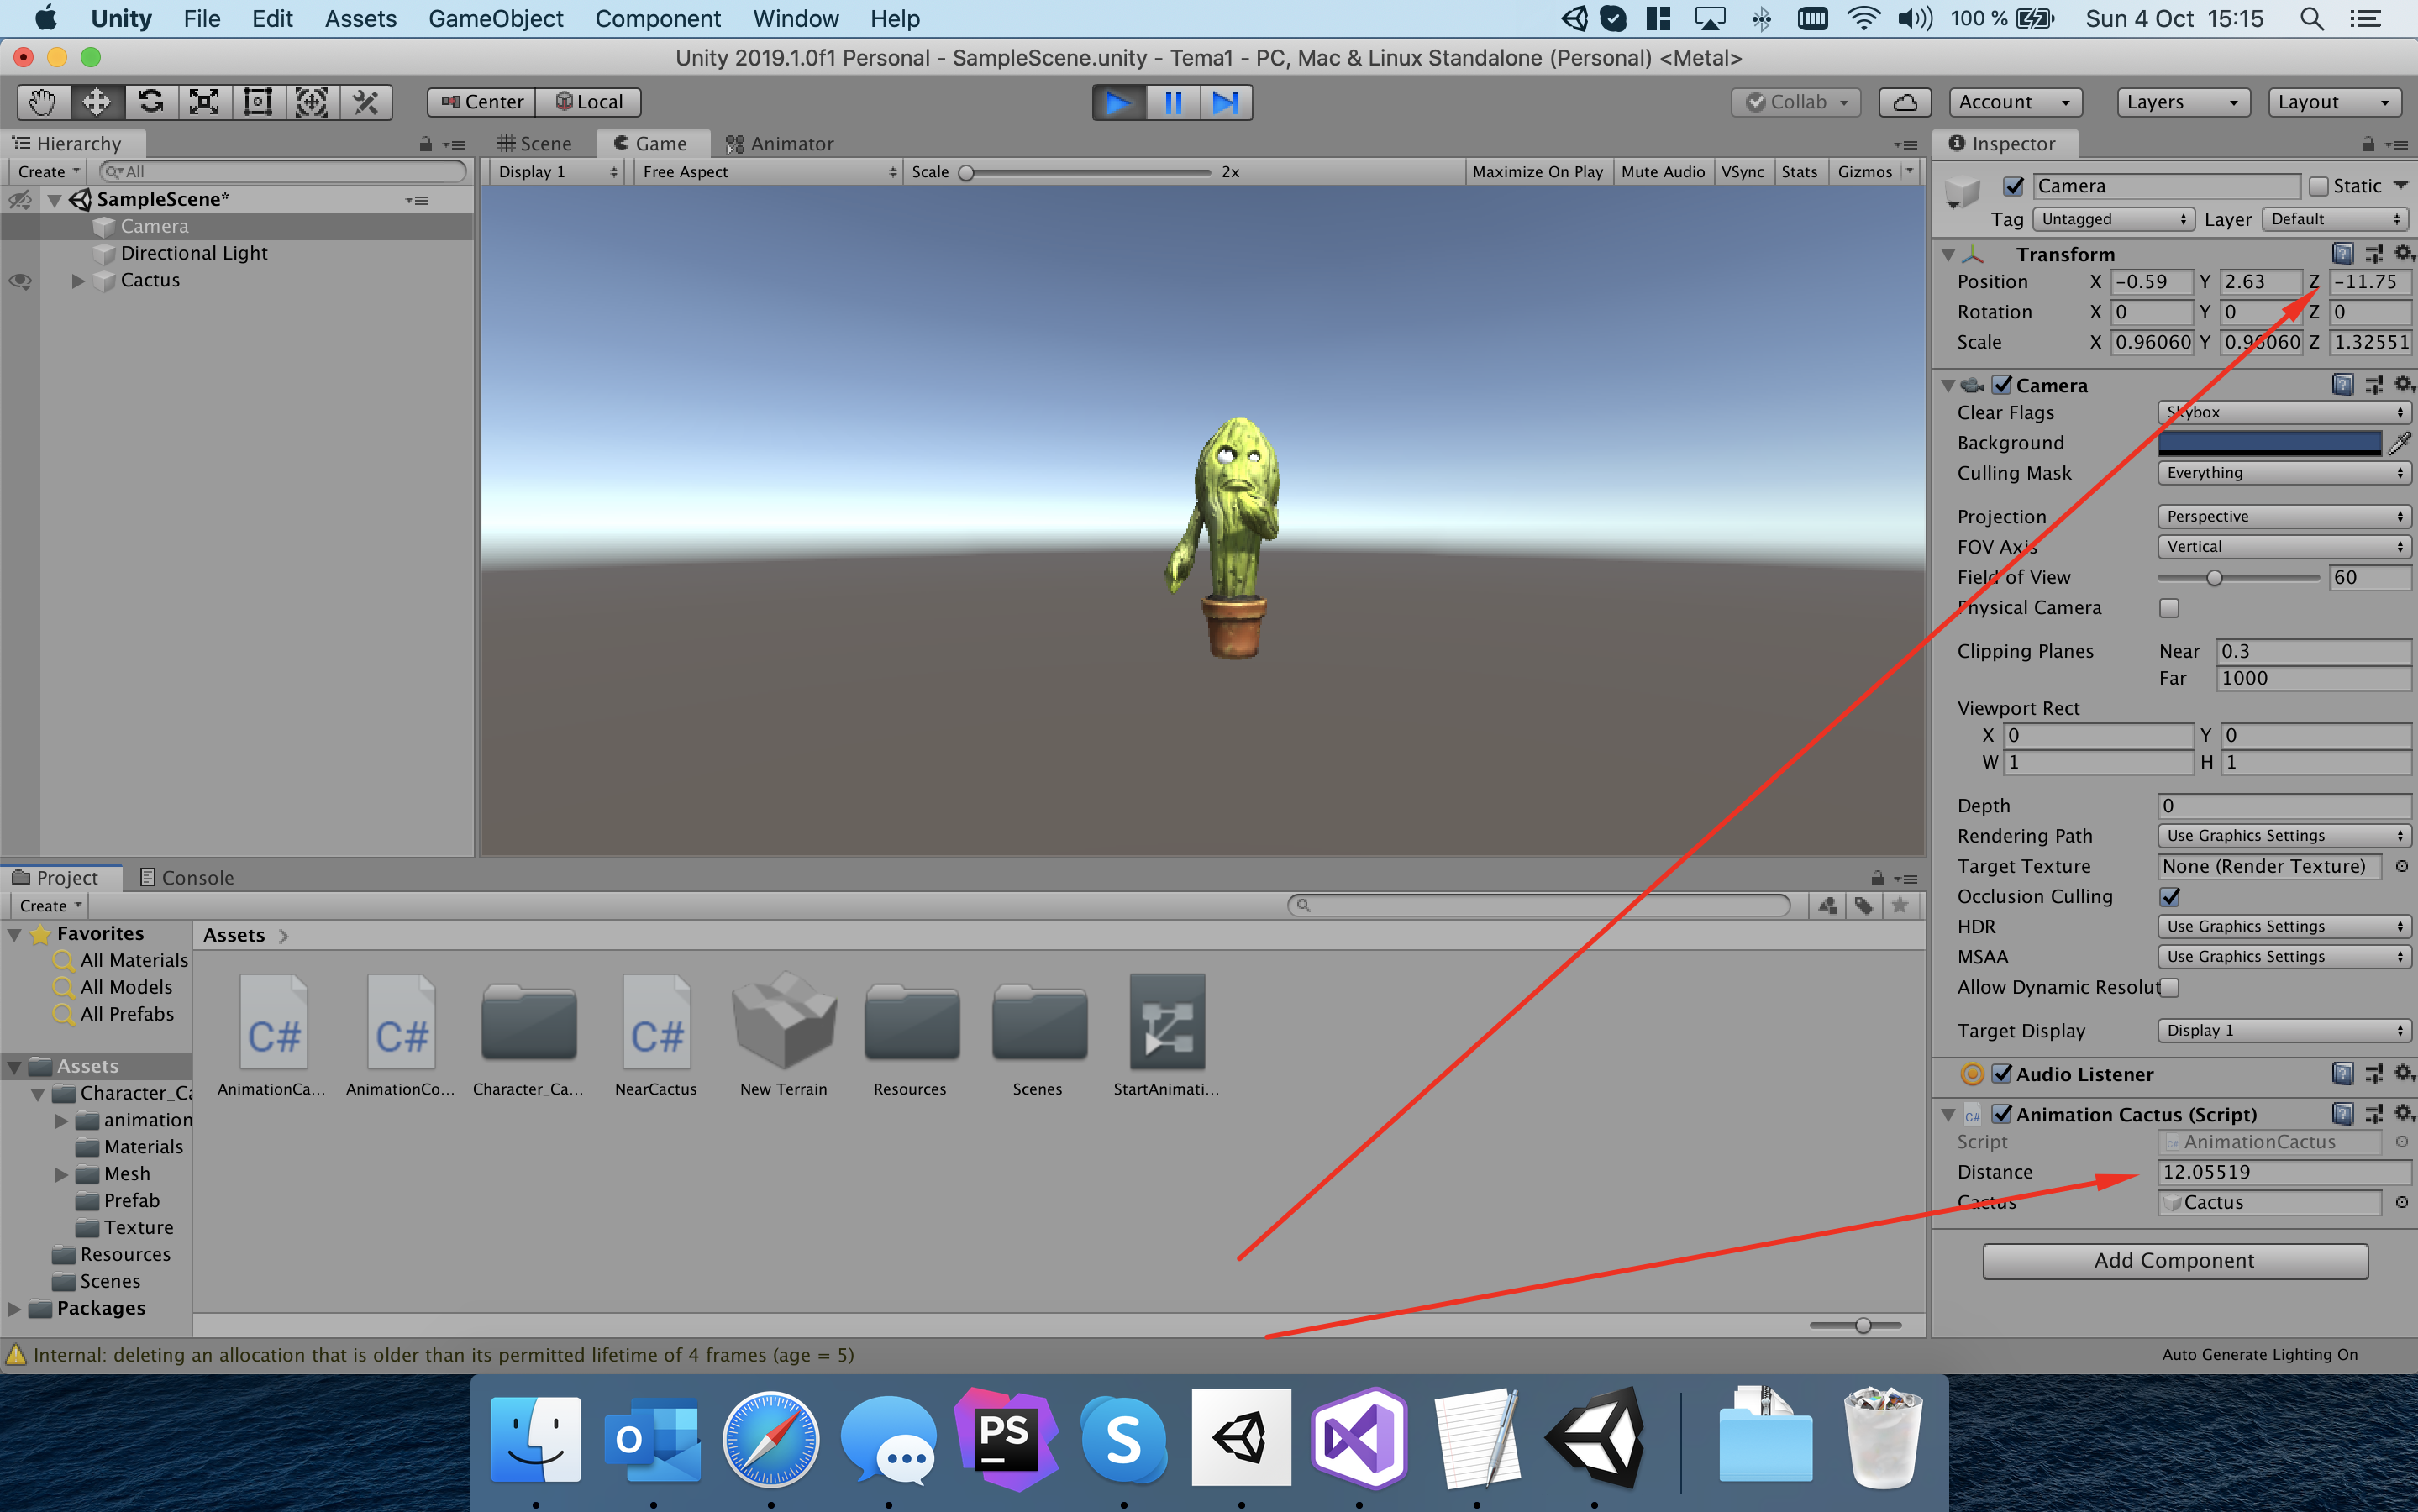 Unity File Edit Assets GameObject Component Window Help 100 % Sun 4 Oct 15:15
Unity 2019.1.0f1 Personal - SampleScene.unity - Tema1 - PC, Mac & Linux Standalone (Personal) <Metal>
Center Local Collab Account Layers Layout
Hierarchy Scene Game Animator Inspector
Create All Display 1 Free Aspect Scale 2x Maximize On Play Mute Audio VSync Stats Gizmos
SampleScene*
Camera
Directional Light
Cactus
Camera Static
Tag Untagged Layer Default
Transform
Position X -0.59 Y 2.63 Z -11.75
Rotation X 0 Y 0 Z 0
Scale X 0.96060 Y 0.96060 Z 1.32551
Camera
Clear Flags Skybox
Background
Culling Mask Everything
Projection Perspective
FOV Axis Vertical
Field of View 60
Physical Camera
Clipping Planes Near 0.3
Far 1000
Viewport Rect
X 0 Y 0
W 1 H 1
Depth 0
Rendering Path Use Graphics Settings
Target Texture None (Render Texture)
Occlusion Culling
HDR Use Graphics Settings
MSAA Use Graphics Settings
Allow Dynamic Resolut
Target Display Display 1
Audio Listener
C# Animation Cactus (Script)
Script AnimationCactus
Distance 12.05519
Cactus Cactus
Add Component
Project Console
Create
Favorites
All Materials
All Models
All Prefabs
Assets
Character_Ca
animation
Materials
Mesh
Prefab
Texture
Resources
Scenes
Packages
Assets
C# C# C#
AnimationCa... AnimationCo... Character_Ca... NearCactus New Terrain Resources Scenes StartAnimati...
Internal: deleting an allocation that is older than its permitted lifetime of 4 frames (age = 5)
Auto Generate Lighting On
O PS S